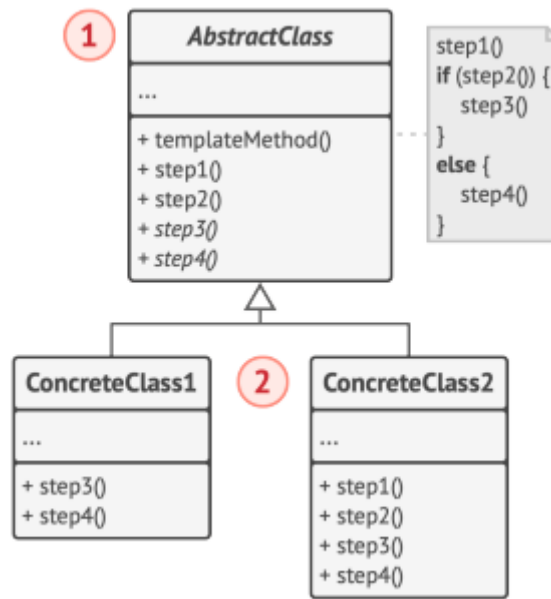 1
AbstractClass
...
+ templateMethod()
+ step1()
+ step2()
+ step3()
+ step4()
step1()
if (step2()) {
step3()
}
else {
step4()
}
2
ConcreteClass1
...
+ step3()
+ step4()
ConcreteClass2
...
+ step1()
+ step2()
+ step3()
+ step4()